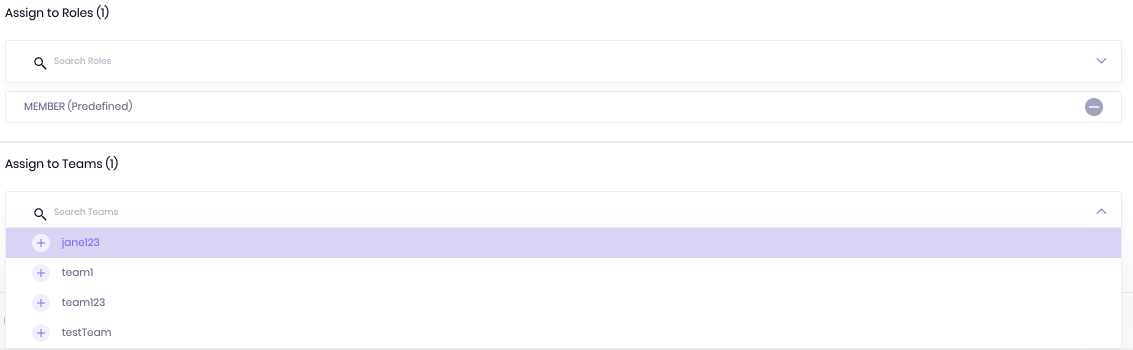 Assign to Roles (1)
Search Roles
MEMBER (Predefined)
Assign to Teams (1)
Search Teams
jane123
team1
team123
testTeam